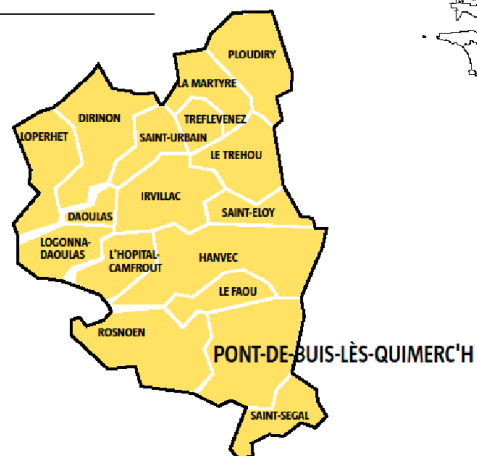 PLOUDIRY
LA MARTYRE
DIRINON
TREFLEVENEZ
LOPERHET
SAINT-URBAIN
LE TREHOU
IRVILLAC
DAOULAS
SAINT-ELOY
LOGONNA-
DAOULAS
L'HOPITAL-
CAMFROUT
HANVEC
LE FAOU
ROSNOEN
PONT-DE-BUIS-LÈS-QUIMERC'H
SAINT-SEGAL